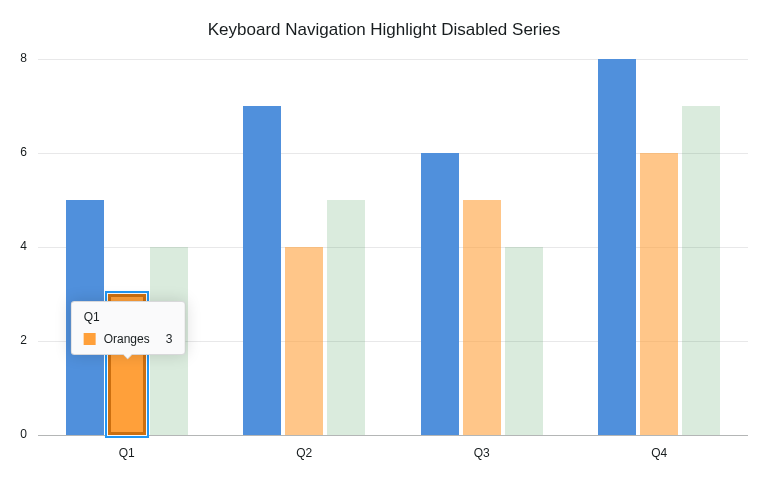 Keyboard Navigation Highlight Disabled Series
8
6
4
2
0
Q1
Oranges 3
Q1 Q2 Q3 Q4